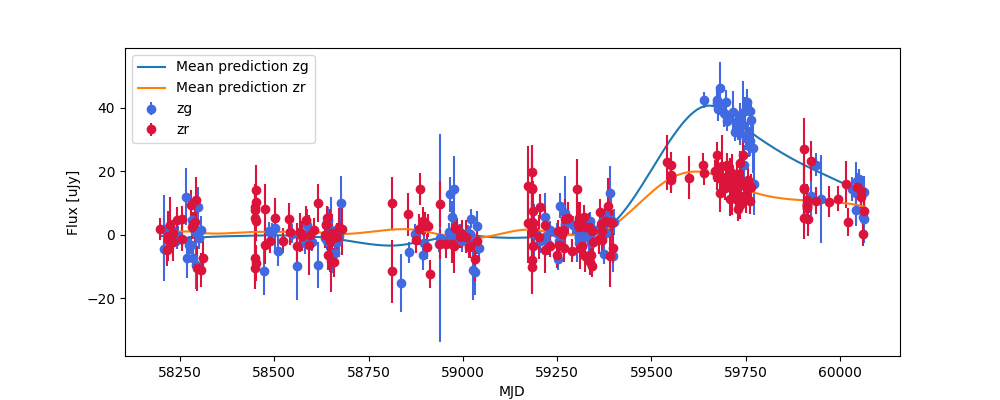 Mean prediction zg
Mean prediction zr
zg
zr
Flux [uJy]
40
20
0
−20
58250 58500 58750 59000 59250 59500 59750 60000
MJD